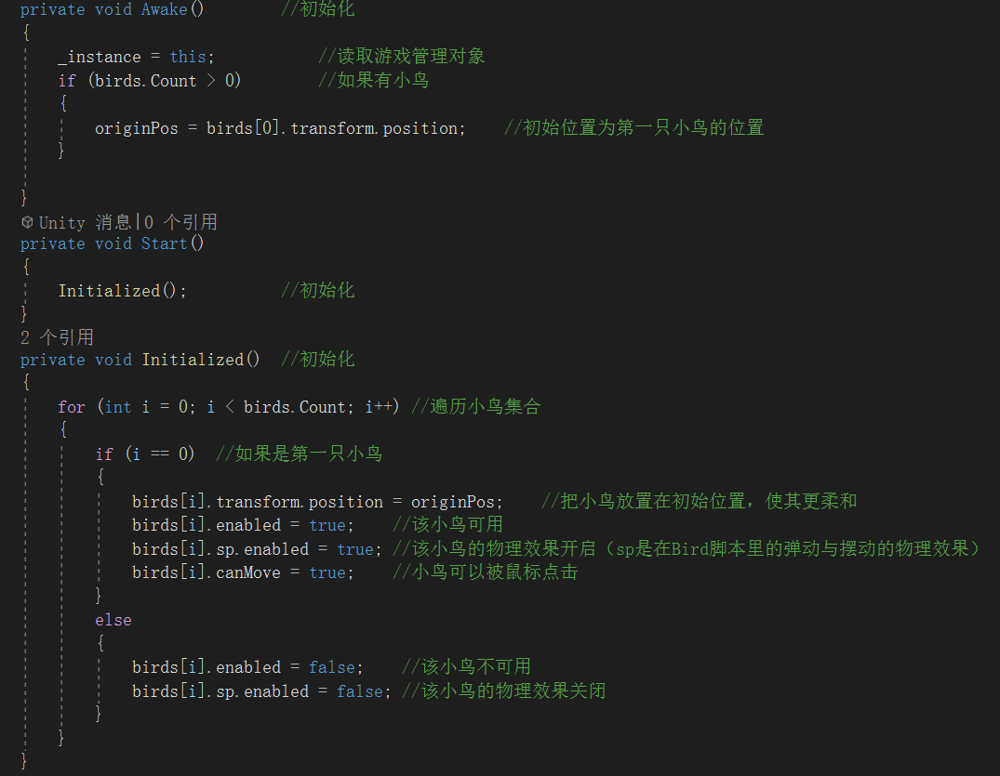 private void Awake() //初始化
{
_instance = this; //读取游戏管理对象
if (birds.Count > 0) //如果有小鸟
{
originPos = birds[0].transform.position; //初始位置为第一只小鸟的位置
}
}
Unity 消息|0 个引用
private void Start()
{
Initialized(); //初始化
}
2 个引用
private void Initialized() //初始化
{
for (int i = 0; i < birds.Count; i++) //遍历小鸟集合
{
if (i == 0) //如果是第一只小鸟
{
birds[i].transform.position = originPos; //把小鸟放置在初始位置，使其更柔和
birds[i].enabled = true; //该小鸟可用
birds[i].sp.enabled = true; //该小鸟的物理效果开启（sp是在Bird脚本里的弹动与摆动的物理效果）
birds[i].canMove = true; //小鸟可以被鼠标点击
}
else
{
birds[i].enabled = false; //该小鸟不可用
birds[i].sp.enabled = false; //该小鸟的物理效果关闭
}
}
}